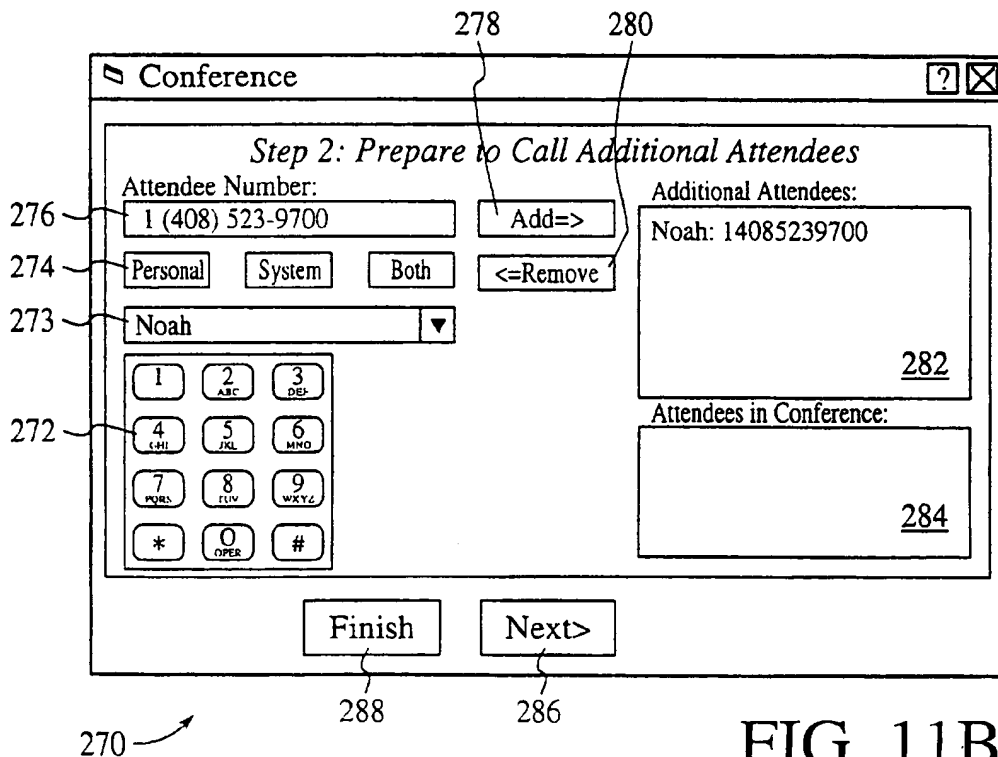 278 280
Conference ?
Step 2: Prepare to Call Additional Attendees
Attendee Number:
276 1 (408) 523-9700
Add=>
274 Personal System Both
<=Remove
273 Noah
272
1 2 ABC 3 DEF
4 GHI 5 JKL 6 MNO
7 PQRS 8 TUV 9 WXYZ
* 0 OPER #
Additional Attendees:
Noah: 14085239700
282
Attendees in Conference:
284
Finish Next>
288 286
270
FIG. 11B